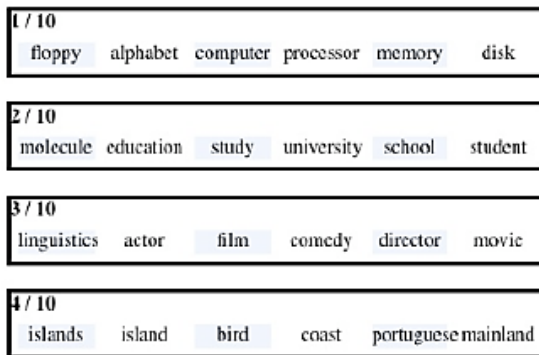 1 / 10
floppy alphabet computer processor memory disk
2 / 10
molecule education study university school student
3 / 10
linguistics actor film comedy director movie
4 / 10
islands island bird coast portuguese mainland